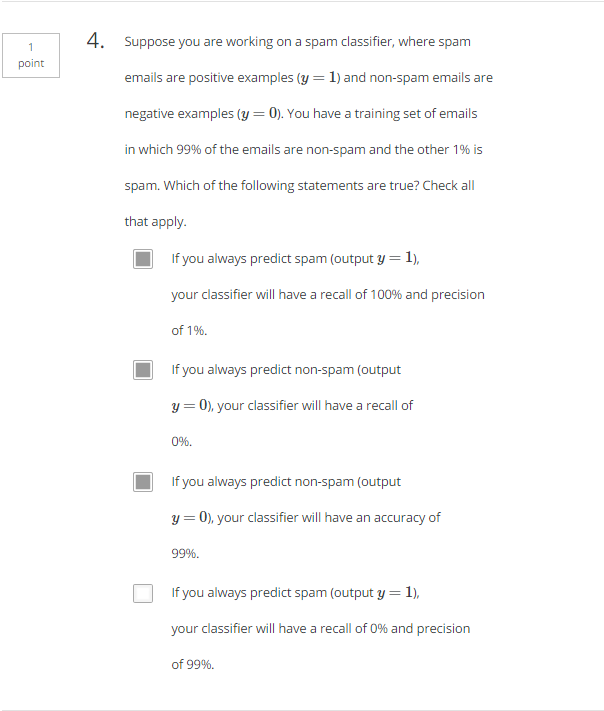 1
point
4.
Suppose you are working on a spam classifier, where spam
emails are positive examples (y = 1) and non-spam emails are
negative examples (y = 0). You have a training set of emails
in which 99% of the emails are non-spam and the other 1% is
spam. Which of the following statements are true? Check all
that apply.
If you always predict spam (output y = 1),
your classifier will have a recall of 100% and precision
of 1%.
If you always predict non-spam (output
y = 0), your classifier will have a recall of
0%.
If you always predict non-spam (output
y = 0), your classifier will have an accuracy of
99%.
If you always predict spam (output y = 1),
your classifier will have a recall of 0% and precision
of 99%.